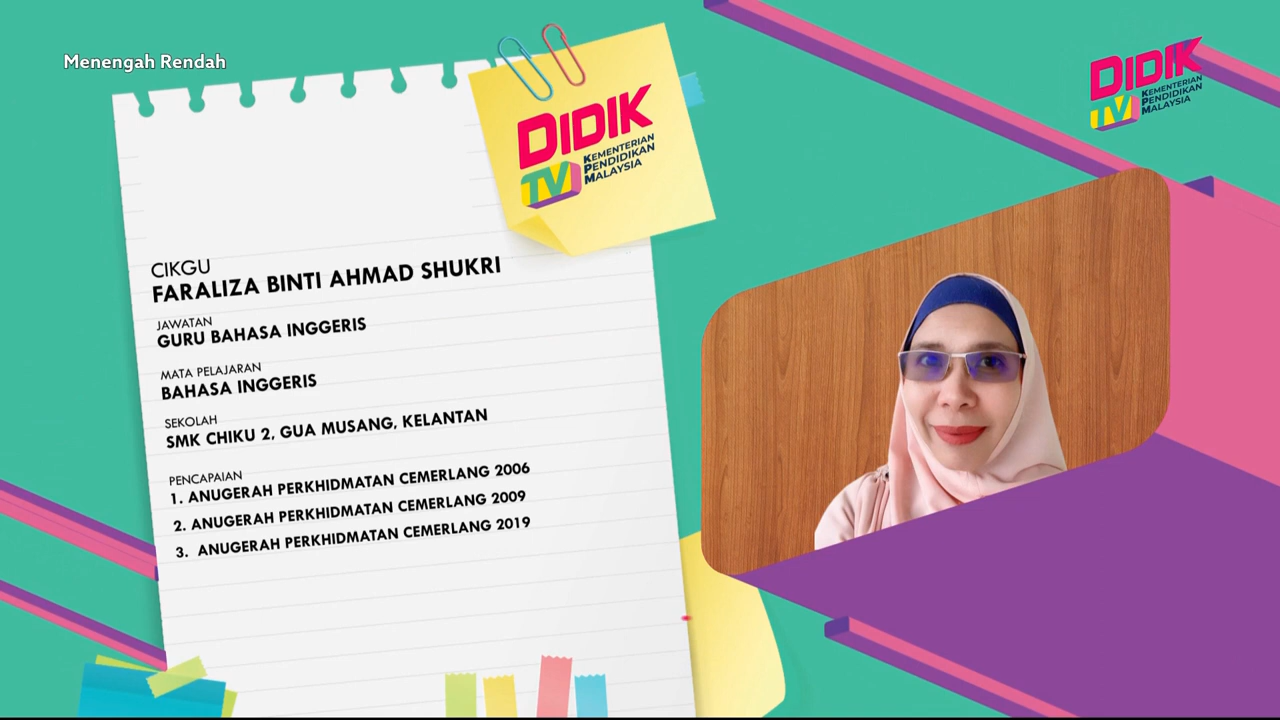 Menengah Rendah
DIDIK
TV
KEMENTERIAN
PENDIDIKAN
MALAYSIA
DIDIK
TV
KEMENTERIAN
PENDIDIKAN
MALAYSIA
CIKGU
FARALIZA BINTI AHMAD SHUKRI
JAWATAN
GURU BAHASA INGGERIS
MATA PELAJARAN
BAHASA INGGERIS
SEKOLAH
SMK CHIKU 2, GUA MUSANG, KELANTAN
PENCAPAIAN
1. ANUGERAH PERKHIDMATAN CEMERLANG 2006
2. ANUGERAH PERKHIDMATAN CEMERLANG 2009
3. ANUGERAH PERKHIDMATAN CEMERLANG 2019